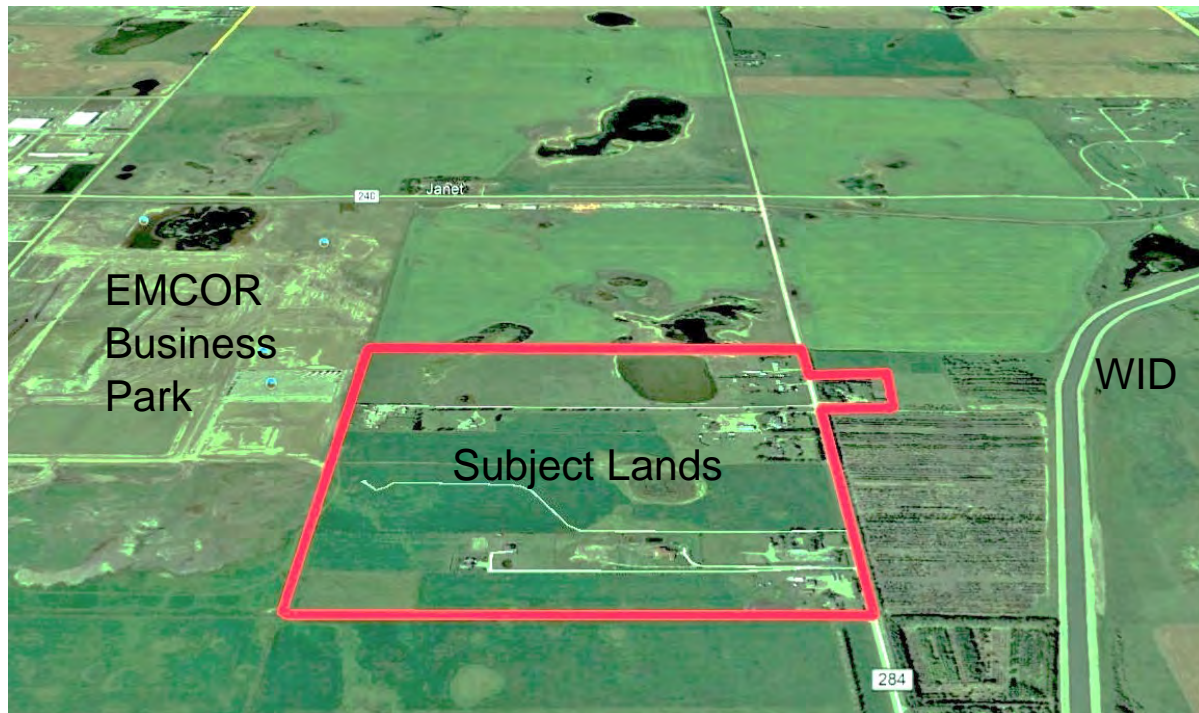 Janet
240
EMCOR
Business
Park
WID
Subject Lands
284